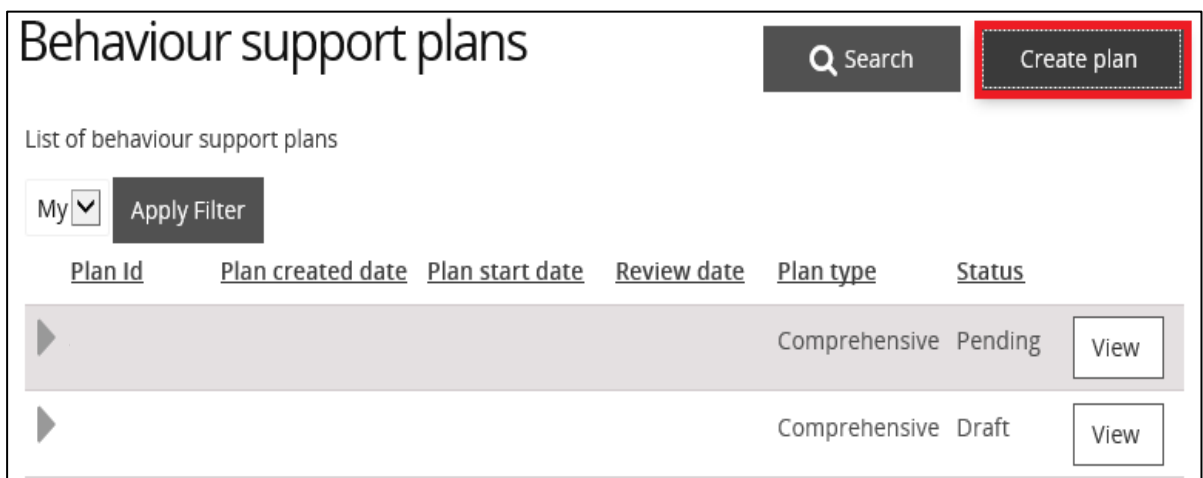 Behaviour support plans
Search
Create plan
List of behaviour support plans
My
Apply Filter
Plan Id Plan created date Plan start date Review date Plan type Status
Comprehensive Pending View
Comprehensive Draft View